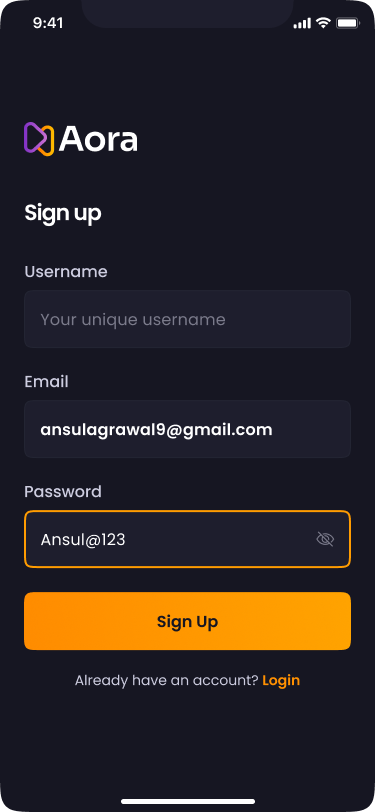 9:41
Aora
Sign up
Username
Your unique username
Email
ansulagrawal9@gmail.com
Password
Ansul@123
Sign Up
Already have an account? Login